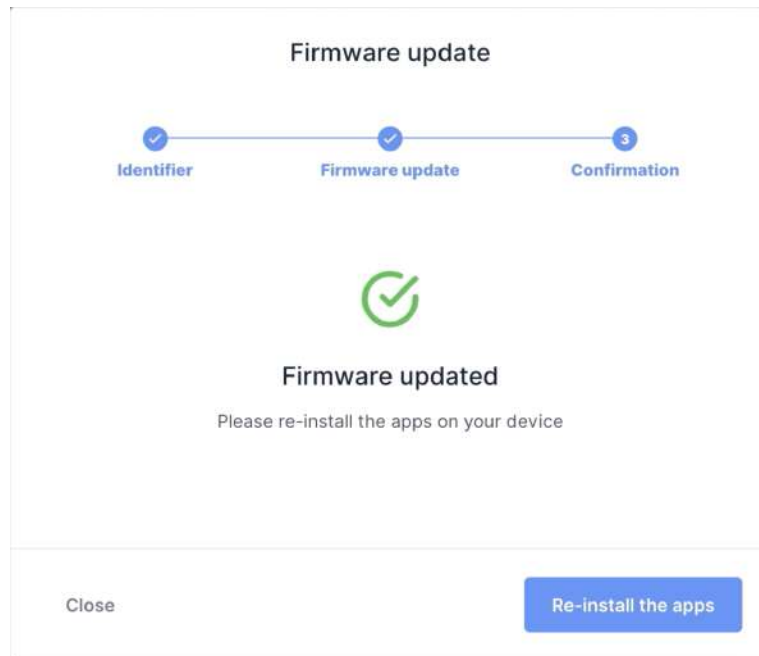 Firmware update
3
Identifier
Firmware update
Confirmation
Firmware updated
Please re-install the apps on your device
Close
Re-install the apps